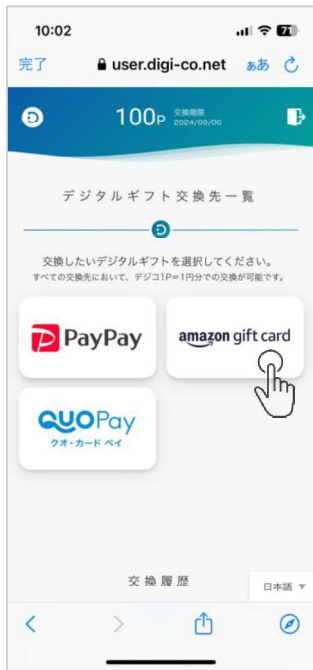 10:02
71
完了
user.digi-co.net
ぁあ
100P
交換期限
2024/09/06
デジタルギフト交換先一覧
交換したいデジタルギフトを選択してください。
すべての交換先において、デジコ1P=1円分での交換が可能です。
PayPay
amazon gift card
QUOPay
クオ・カード ペイ
交換履歴
日本語